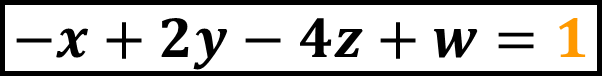 −x + 2y − 4z + w = 1